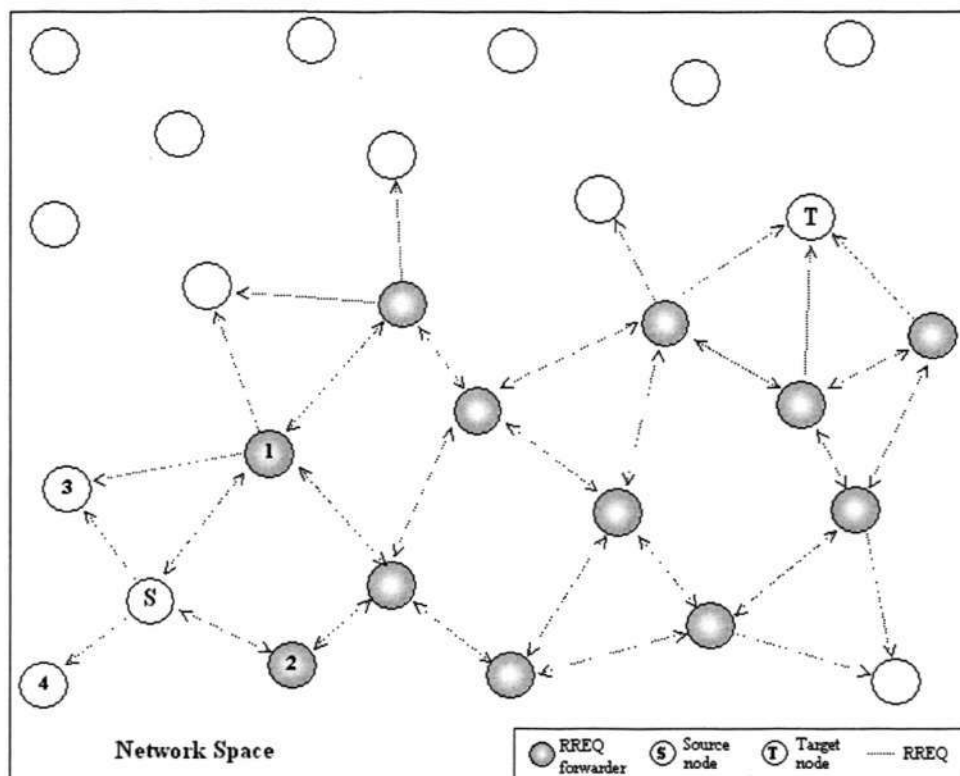 T
1
3
S
2
4
Network Space
RREQ forwarder
S Source node
T Target node
RREQ